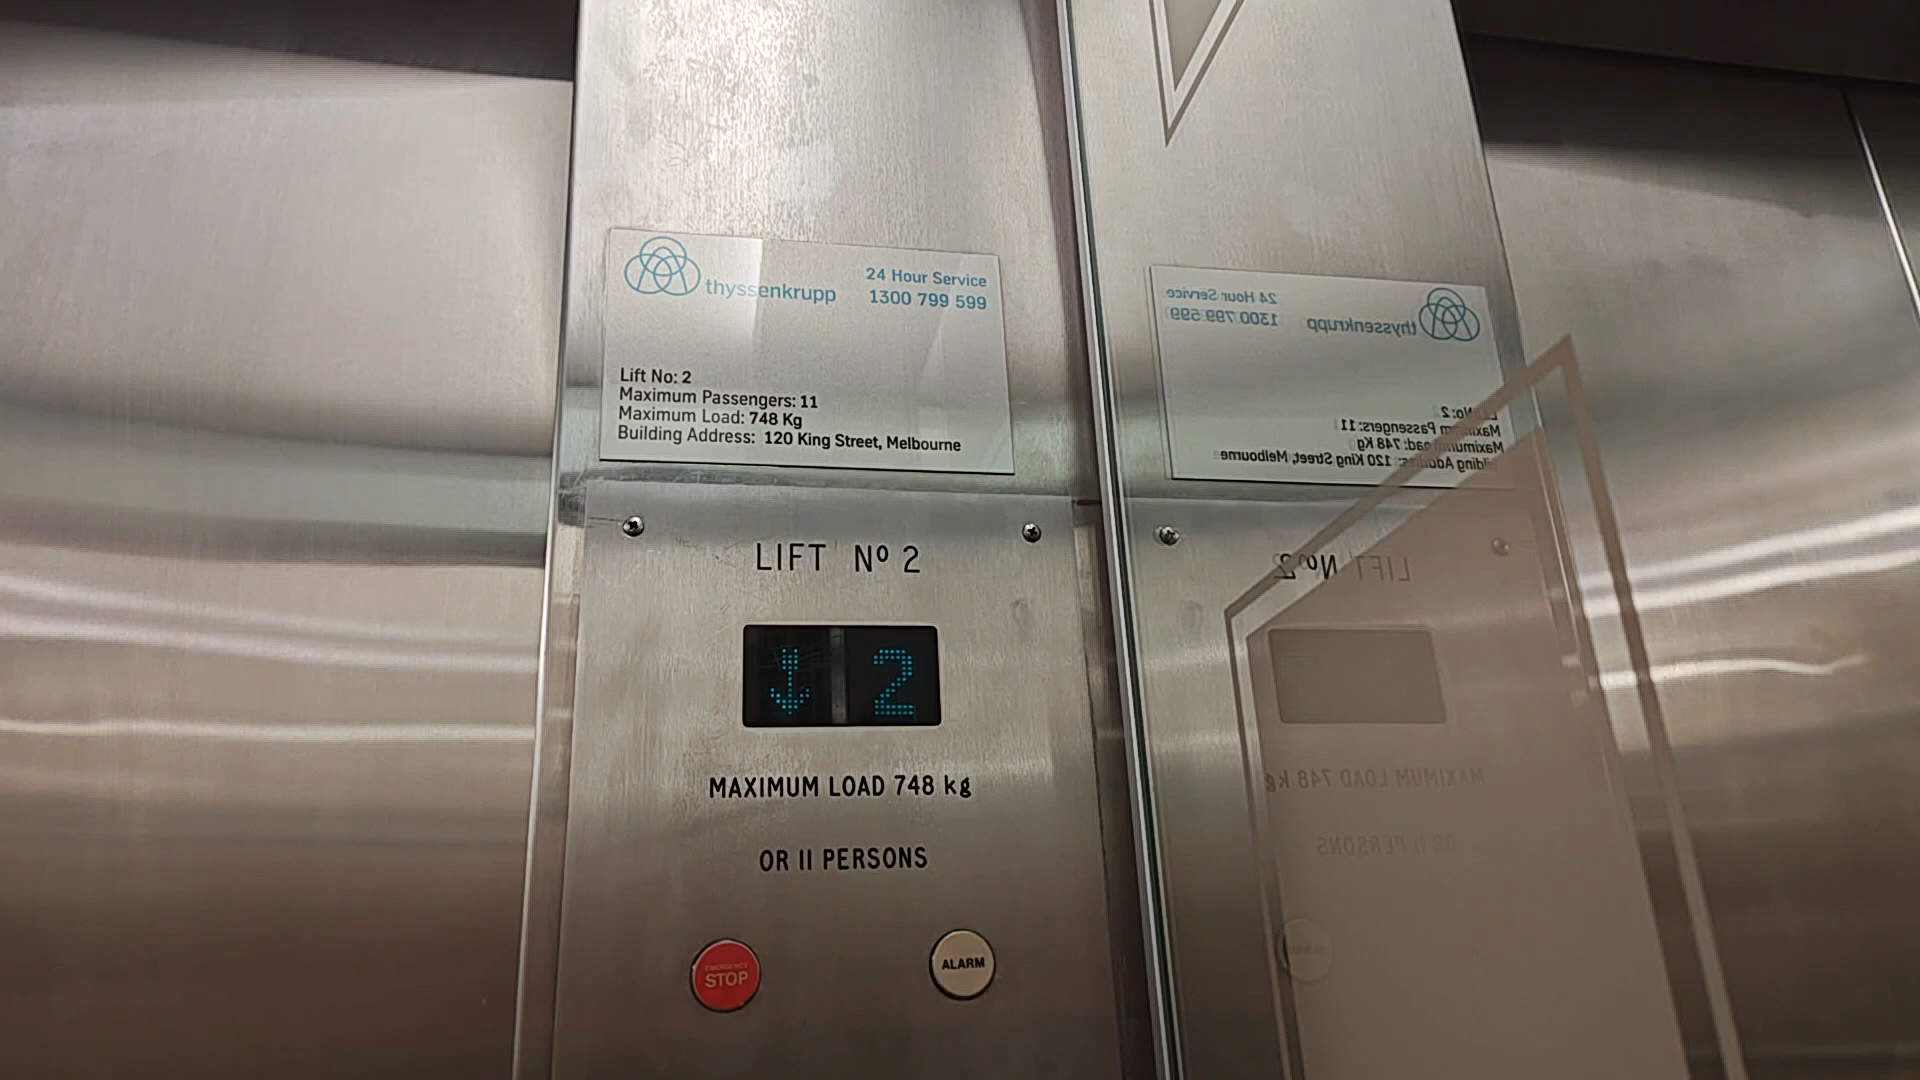 thyssenkrupp
24 Hour Service
1300 799 599
Lift No: 2
Maximum Passengers: 11
Maximum Load: 748 Kg
Building Address: 120 King Street, Melbourne
LIFT Nº 2
↓ 2
MAXIMUM LOAD 748 kg
OR 11 PERSONS
EMERGENCY
STOP
ALARM